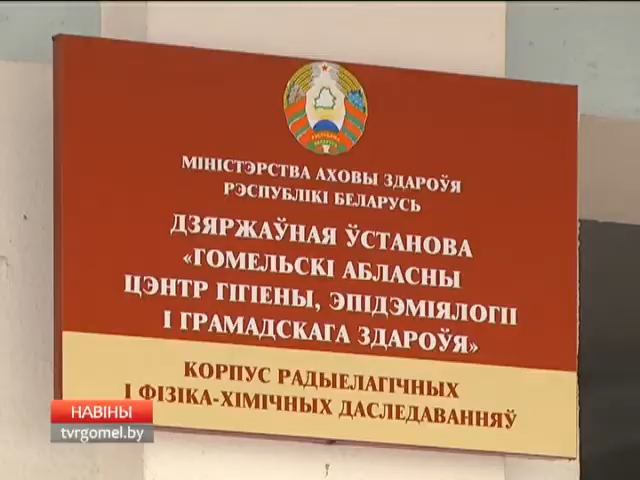 МІНІСТЭРСТВА АХОВЫ ЗДАРОЎЯ
РЭСПУБЛІКІ БЕЛАРУСЬ
ДЗЯРЖАЎНАЯ ЎСТАНОВА
«ГОМЕЛЬСКІ АБЛАСНЫ
ЦЭНТР ГІГІЕНЫ, ЭПІДЭМІЯЛОГІІ
І ГРАМАДСКАГА ЗДАРОЎЯ»
КОРПУС РАДЫЕЛАГІЧНЫХ
І ФІЗІКА-ХІМІЧНЫХ ДАСЛЕДАВАННЯЎ
НАВІНЫ
tvrgomel.by